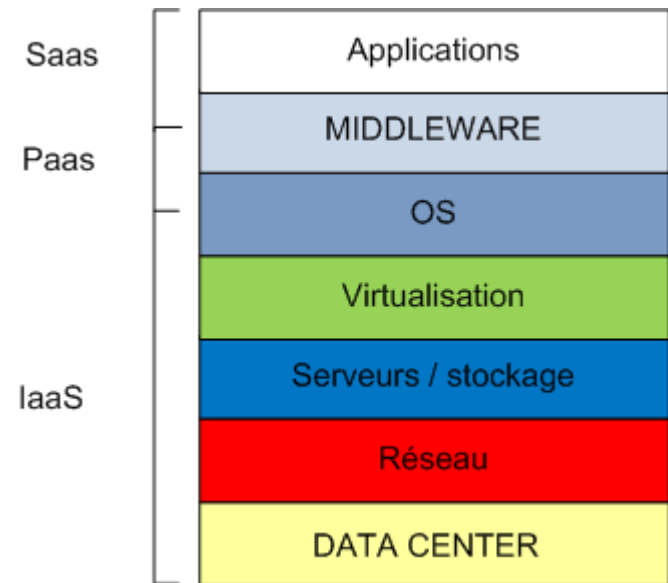 Saas
Applications
MIDDLEWARE
Paas
OS
Virtualisation
Serveurs / stockage
IaaS
Réseau
DATA CENTER